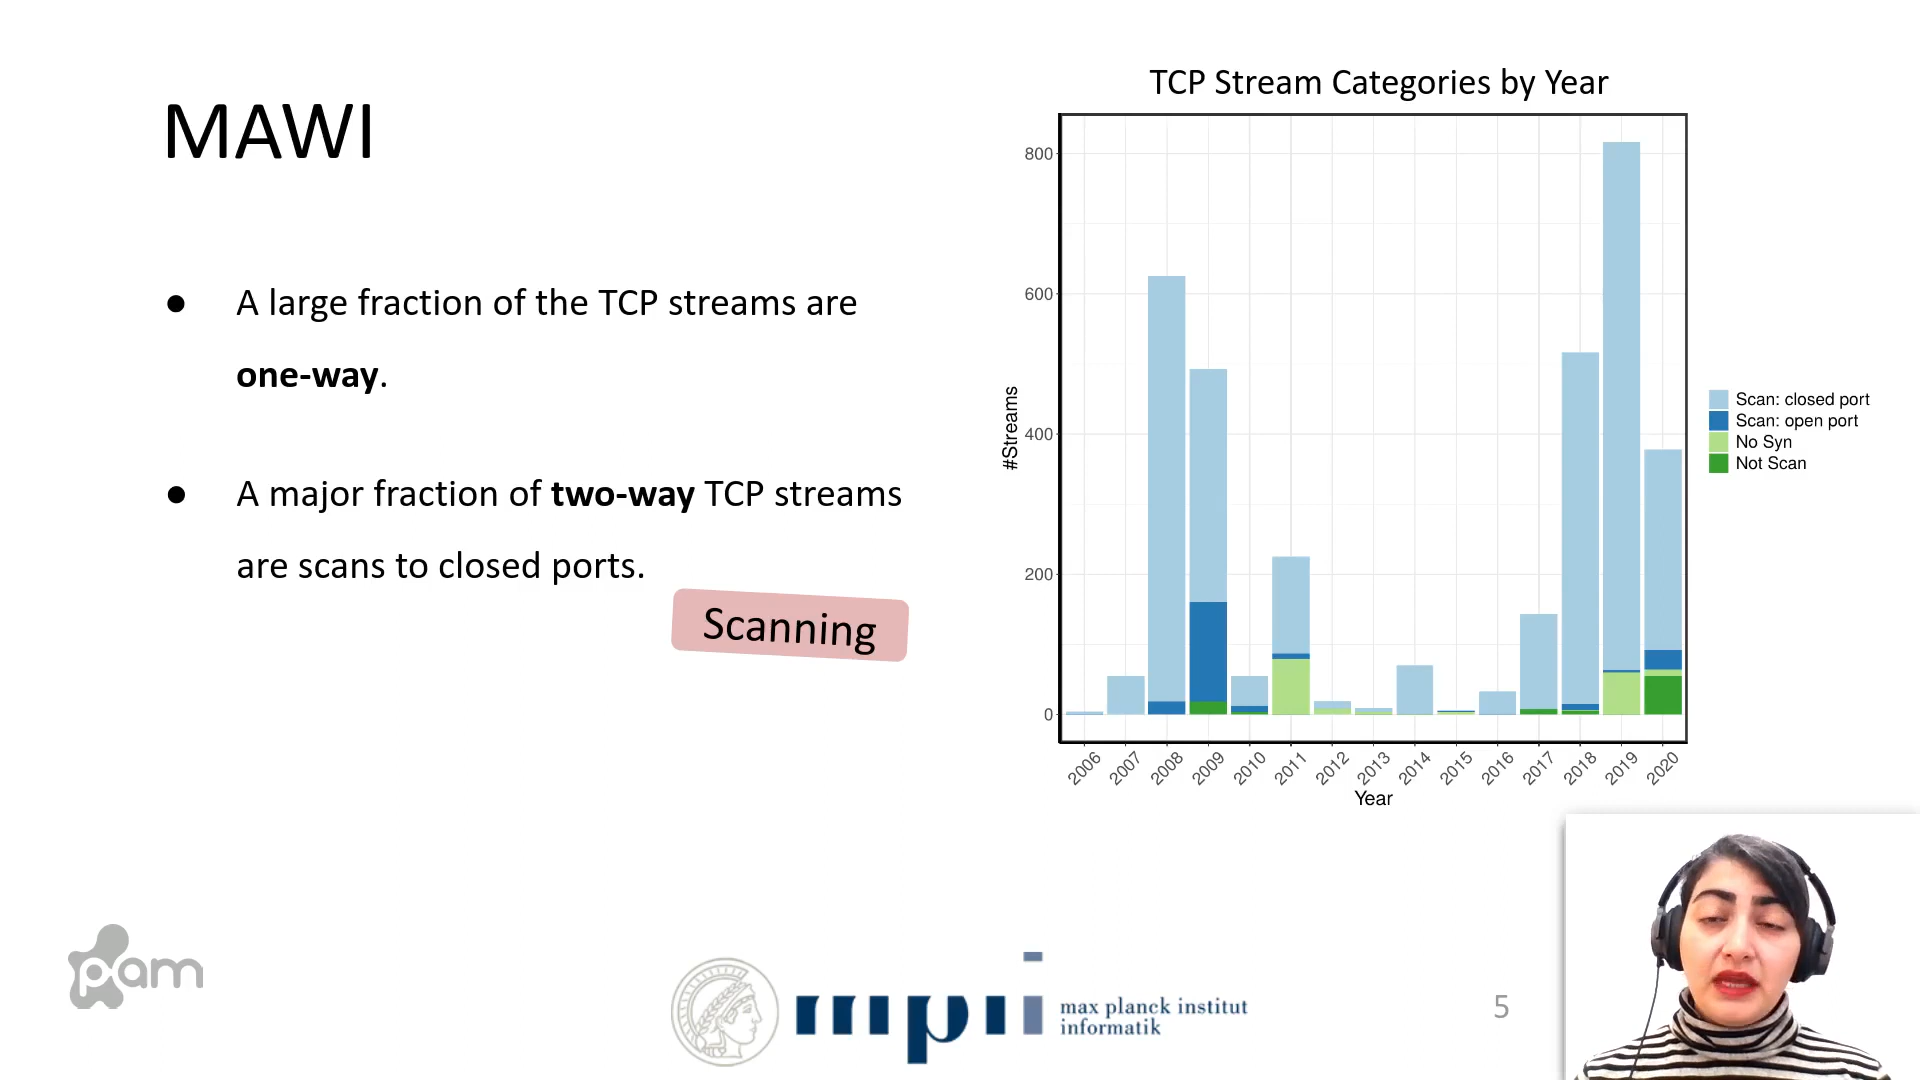 MAWI
● A large fraction of the TCP streams are
one-way.
● A major fraction of two-way TCP streams
are scans to closed ports.
Scanning
TCP Stream Categories by Year
800
600
400
200
0
#Streams
2006 2007 2008 2009 2010 2011 2012 2013 2014 2015 2016 2017 2018 2019 2020
Year
Scan: closed port
Scan: open port
No Syn
Not Scan
pam
mpi
max planck institut
informatik
5